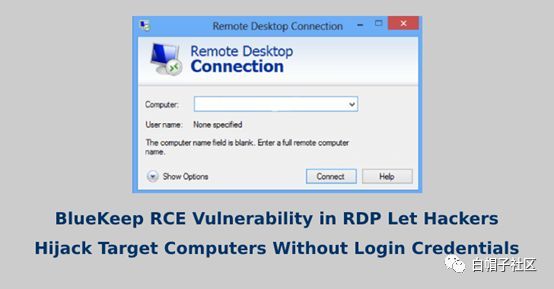 Remote Desktop Connection
Remote Desktop
Connection
Computer:
User name: None specified
The computer name field is blank. Enter a full remote computer
name.
Show Options
Connect
Help
BlueKeep RCE Vulnerability in RDP Let Hackers
Hijack Target Computers Without Login Credentials
白帽子社区